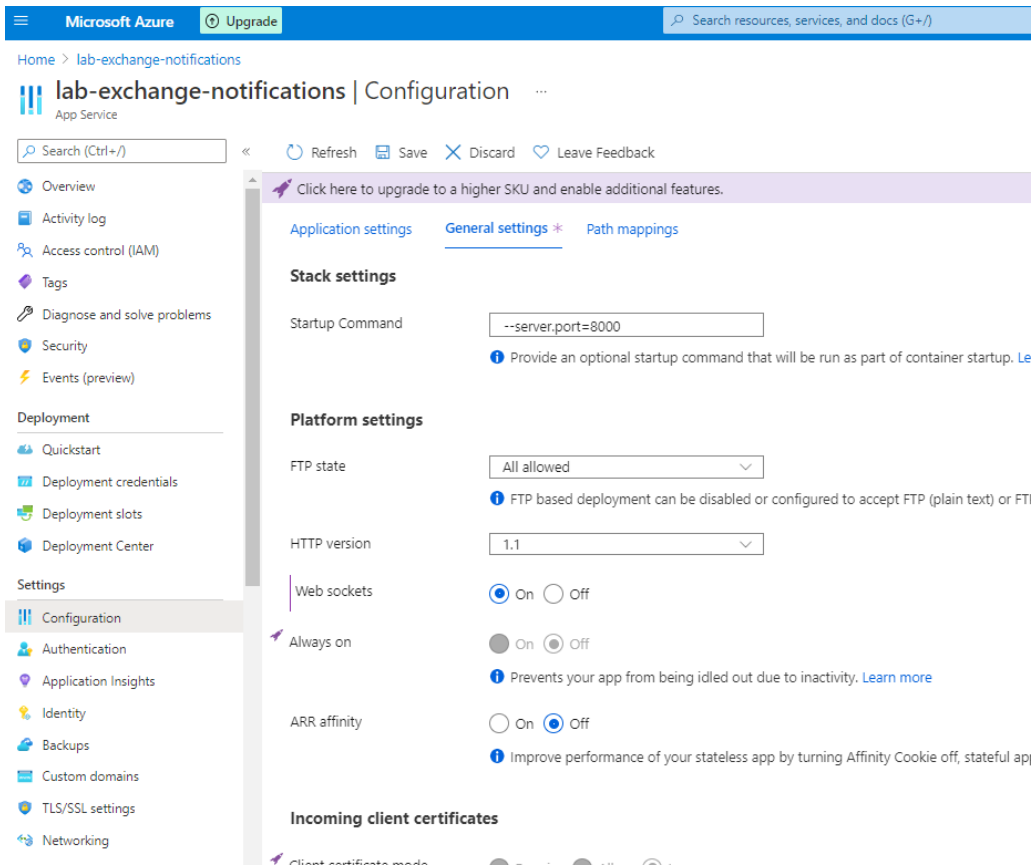 Microsoft Azure
Upgrade
Search resources, services, and docs (G+/)
Home > lab-exchange-notifications
lab-exchange-notifications | Configuration ...
App Service
Search (Ctrl+/)
«
Refresh
Save
Discard
Leave Feedback
Overview
Activity log
Access control (IAM)
Tags
Diagnose and solve problems
Security
Events (preview)
Deployment
Quickstart
Deployment credentials
Deployment slots
Deployment Center
Settings
Configuration
Authentication
Application Insights
Identity
Backups
Custom domains
TLS/SSL settings
Networking
Click here to upgrade to a higher SKU and enable additional features.
Application settings
General settings *
Path mappings
Stack settings
Startup Command
--server.port=8000
Provide an optional startup command that will be run as part of container startup. Le
Platform settings
FTP state
All allowed
FTP based deployment can be disabled or configured to accept FTP (plain text) or FT
HTTP version
1.1
Web sockets
On Off
Always on
On Off
Prevents your app from being idled out due to inactivity. Learn more
ARR affinity
On Off
Improve performance of your stateless app by turning Affinity Cookie off, stateful ap
Incoming client certificates
Client certificate mode